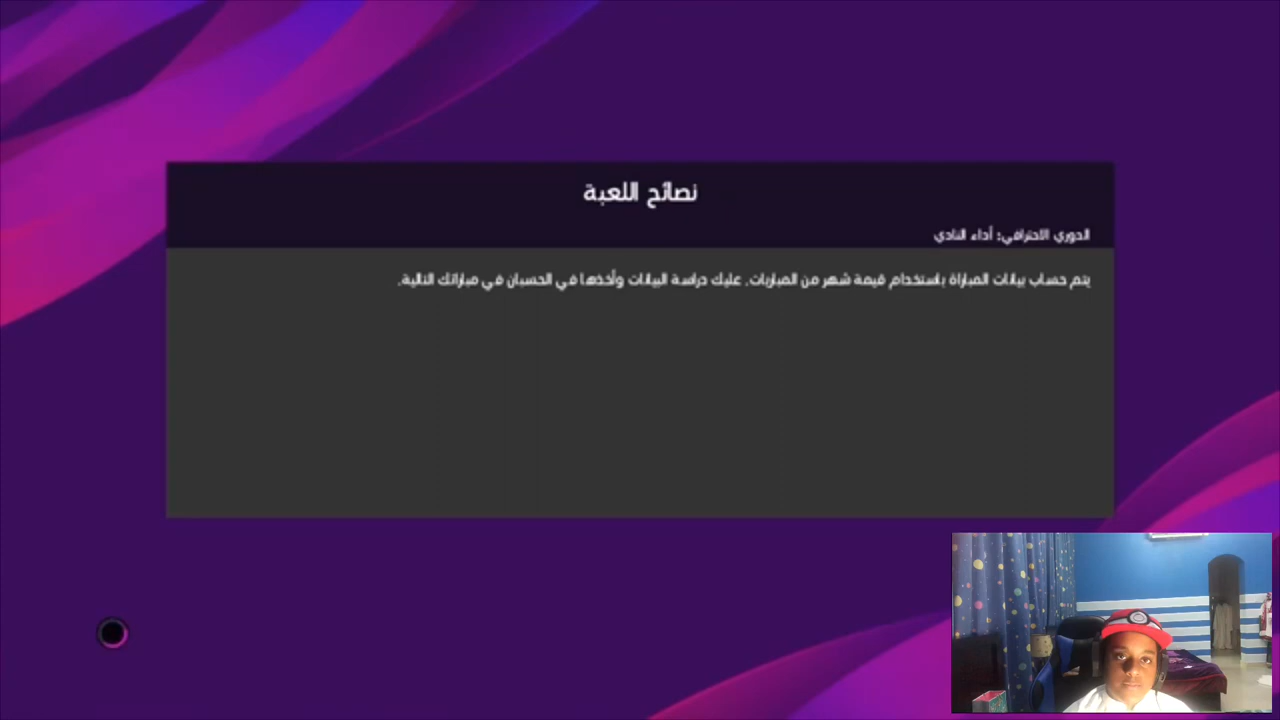 نصائح اللعبة
الدوري الاحترافي: أداء النادي
يتم حساب بيانات المباراة باستخدام قيمة شهر من المباريات. عليك دراسة البيانات وأخذها في الحسبان في مبارياتك التالية.